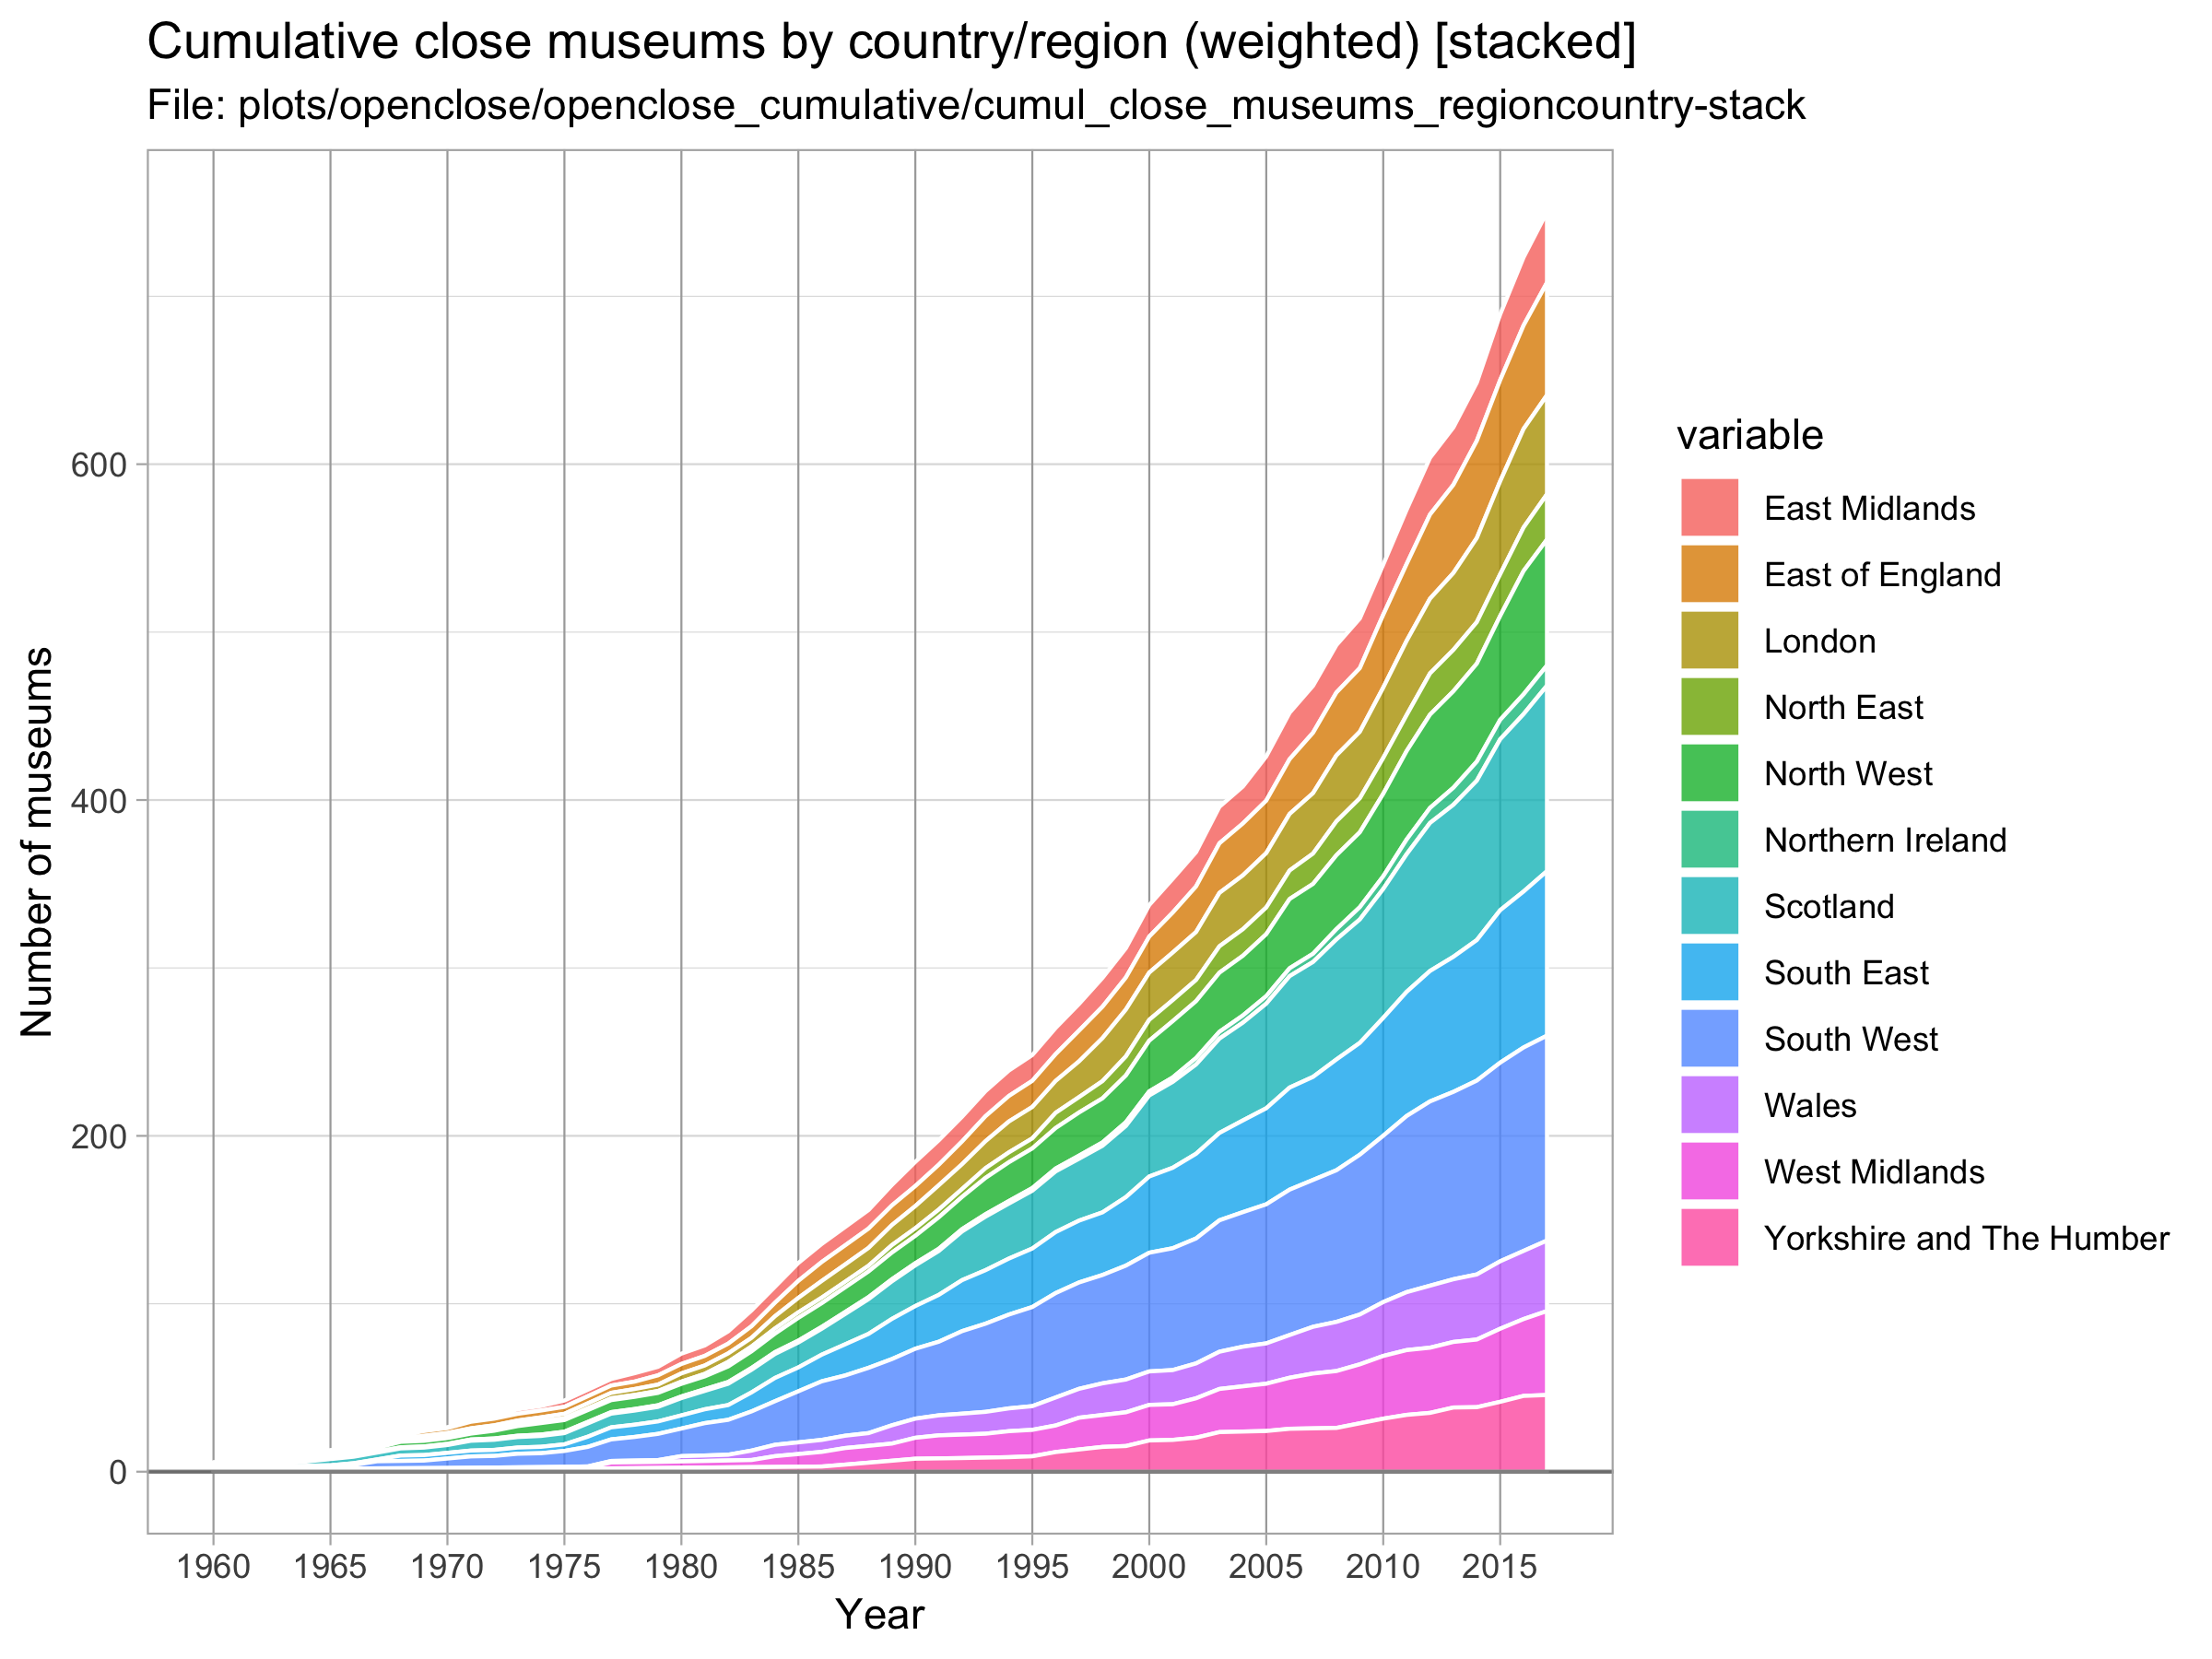 Cumulative close museums by country/region (weighted) [stacked]
File: plots/openclose/openclose_cumulative/cumul_close_museums_regioncountry-stack
Number of museums
600
400
200
0
1960 1965 1970 1975 1980 1985 1990 1995 2000 2005 2010 2015
Year
variable
East Midlands
East of England
London
North East
North West
Northern Ireland
Scotland
South East
South West
Wales
West Midlands
Yorkshire and The Humber